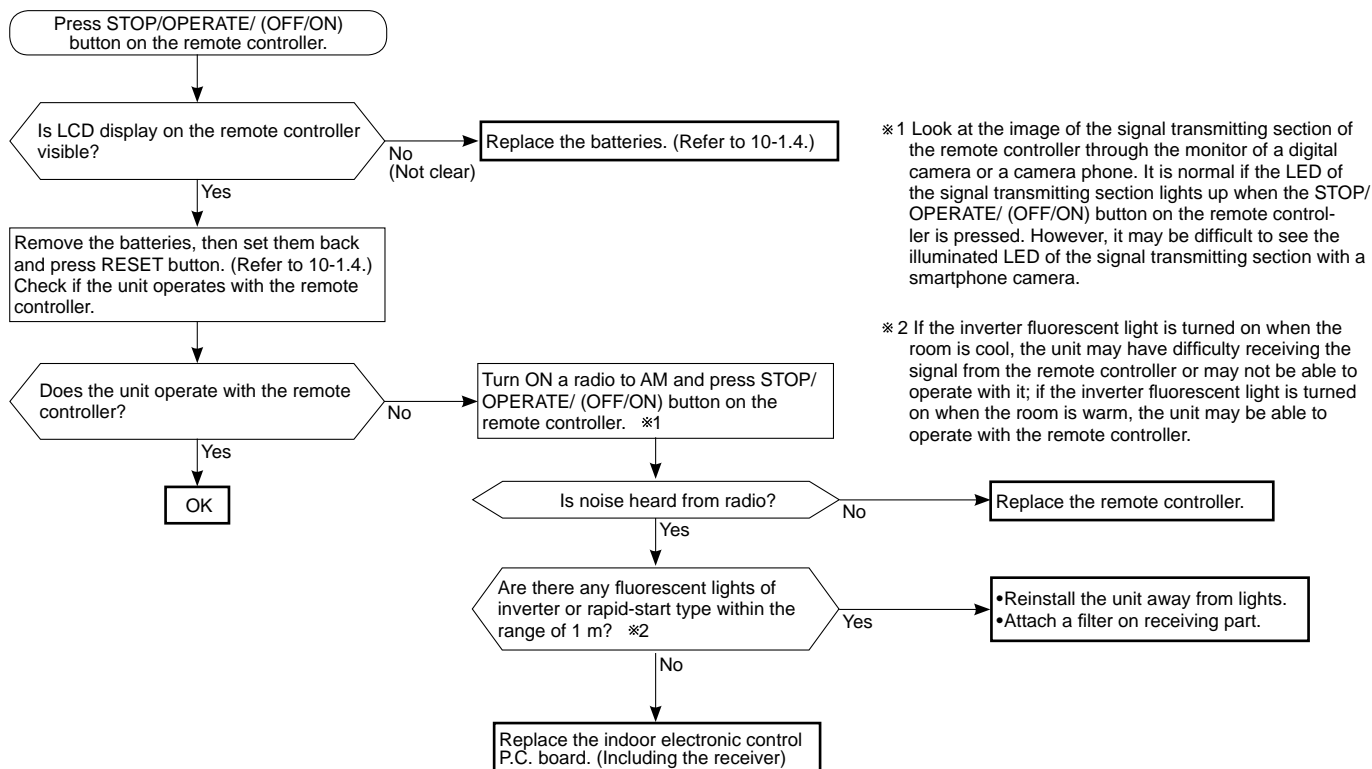 Press STOP/OPERATE/ (OFF/ON)
button on the remote controller.
Is LCD display on the remote controller
visible?
No
(Not clear)
Replace the batteries. (Refer to 10-1.4.)
Yes
Remove the batteries, then set them back
and press RESET button. (Refer to 10-1.4.)
Check if the unit operates with the remote
controller.
Does the unit operate with the remote
controller?
No
Yes
OK
Turn ON a radio to AM and press STOP/
OPERATE/ (OFF/ON) button on the
remote controller. ※1
Is noise heard from radio?
No
Replace the remote controller.
Yes
Are there any fluorescent lights of
inverter or rapid-start type within the
range of 1 m? ※2
Yes
•Reinstall the unit away from lights.
•Attach a filter on receiving part.
No
Replace the indoor electronic control
P.C. board. (Including the receiver)
※1 Look at the image of the signal transmitting section of
the remote controller through the monitor of a digital
camera or a camera phone. It is normal if the LED of
the signal transmitting section lights up when the STOP/
OPERATE/ (OFF/ON) button on the remote control-
ler is pressed. However, it may be difficult to see the
illuminated LED of the signal transmitting section with a
smartphone camera.
※2 If the inverter fluorescent light is turned on when the
room is cool, the unit may have difficulty receiving the
signal from the remote controller or may not be able to
operate with it; if the inverter fluorescent light is turned
on when the room is warm, the unit may be able to
operate with the remote controller.